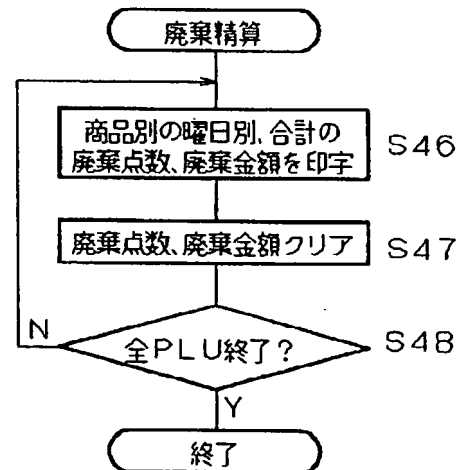 廃棄精算
商品別の曜日別、合計の
廃棄点数、廃棄金額を印字
S46
廃棄点数、廃棄金額クリア
S47
全PLU終了?
S48
N
Y
終了